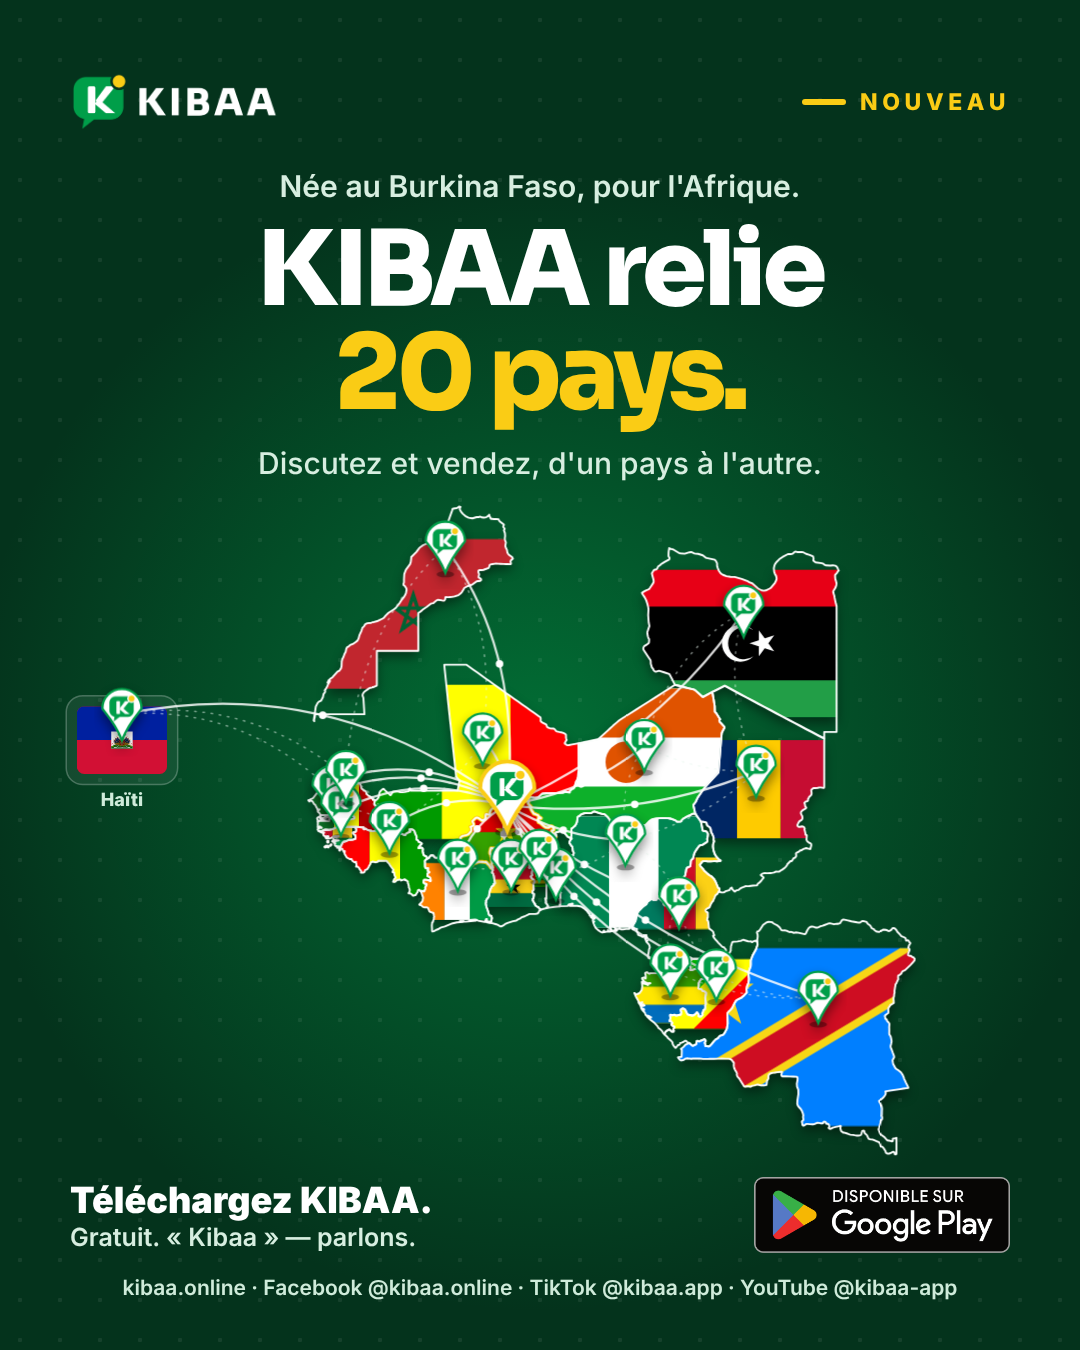 KIBAA
NOUVEAU
Née au Burkina Faso, pour l'Afrique.
KIBAA relie
20 pays.
Discutez et vendez, d'un pays à l'autre.
Haïti
Téléchargez KIBAA.
Gratuit. « Kibaa » — parlons.
DISPONIBLE SUR
Google Play
kibaa.online · Facebook @kibaa.online · TikTok @kibaa.app · YouTube @kibaa-app